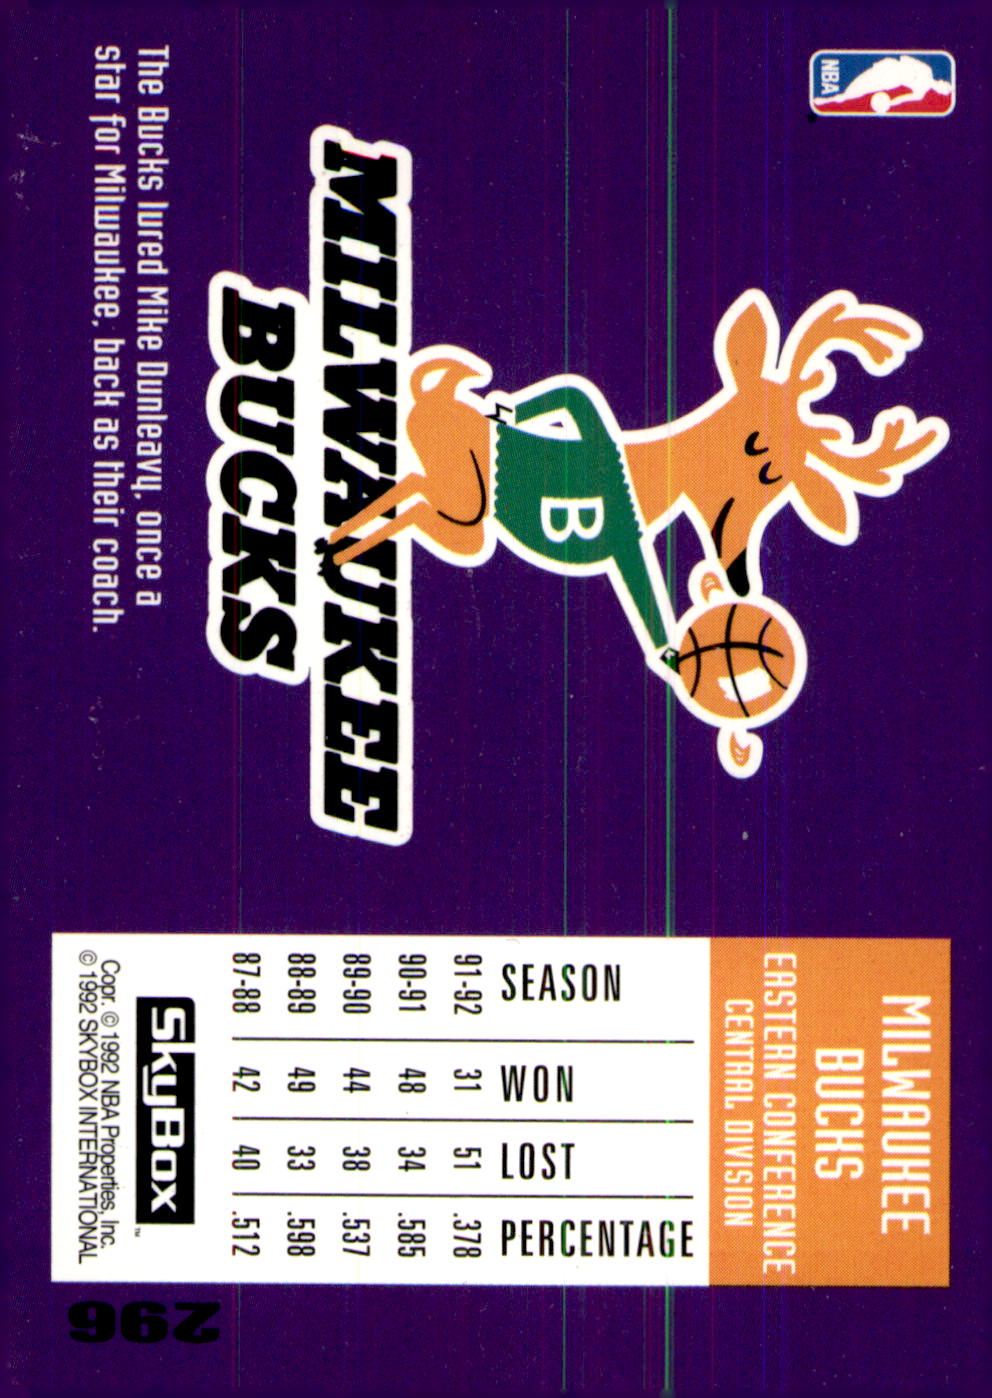 NBA
B
MILWAUKEE
BUCKS
The Bucks lured Mike Dunleavy, once a
star for Milwaukee, back as their coach.
MILWAUKEE
BUCKS
EASTERN CONFERENCE
CENTRAL DIVISION
SEASON WON LOST PERCENTAGE
91-92 31 51 .378
90-91 48 34 .585
89-90 44 38 .537
88-89 49 33 .598
87-88 42 40 .512
SkyBox™
Copr. © 1992 NBA Properties, Inc.
© 1992 SKYBOX INTERNATIONAL
296